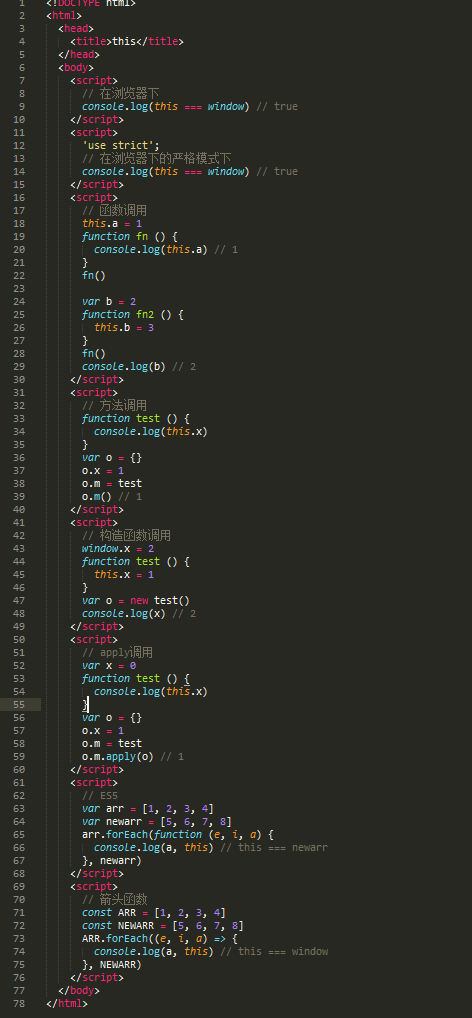 1 <!DOCTYPE html>
2 <html>
3 <head>
4 <title>this</title>
5 </head>
6 <body>
7 <script>
8 // 在浏览器下
9 console.log(this === window) // true
10 </script>
11 <script>
12 'use strict';
13 // 在浏览器下的严格模式下
14 console.log(this === window) // true
15 </script>
16 <script>
17 // 函数调用
18 this.a = 1
19 function fn () {
20 console.log(this.a) // 1
21 }
22 fn()
23
24 var b = 2
25 function fn2 () {
26 this.b = 3
27 }
28 fn()
29 console.log(b) // 2
30 </script>
31 <script>
32 // 方法调用
33 function test () {
34 console.log(this.x)
35 }
36 var o = {}
37 o.x = 1
38 o.m = test
39 o.m() // 1
40 </script>
41 <script>
42 // 构造函数调用
43 window.x = 2
44 function test () {
45 this.x = 1
46 }
47 var o = new test()
48 console.log(x) // 2
49 </script>
50 <script>
51 // apply调用
52 var x = 0
53 function test () {
54 console.log(this.x)
55 }
56 var o = {}
57 o.x = 1
58 o.m = test
59 o.m.apply(o) // 1
60 </script>
61 <script>
62 // ES5
63 var arr = [1, 2, 3, 4]
64 var newarr = [5, 6, 7, 8]
65 arr.forEach(function (e, i, a) {
66 console.log(a, this) // this === newarr
67 }, newarr)
68 </script>
69 <script>
70 // 箭头函数
71 const ARR = [1, 2, 3, 4]
72 const NEWARR = [5, 6, 7, 8]
73 ARR.forEach((e, i, a) => {
74 console.log(a, this) // this === window
75 }, NEWARR)
76 </script>
77 </body>
78 </html>